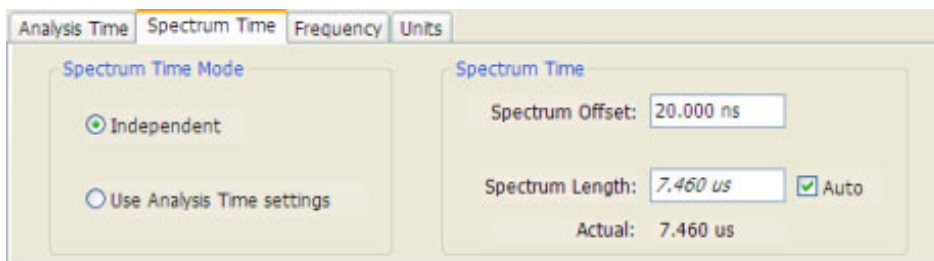 Analysis Time Spectrum Time Frequency Units
Spectrum Time Mode
Independent
Use Analysis Time settings
Spectrum Time
Spectrum Offset: 20.000 ns
Spectrum Length: 7.460 us Auto
Actual: 7.460 us